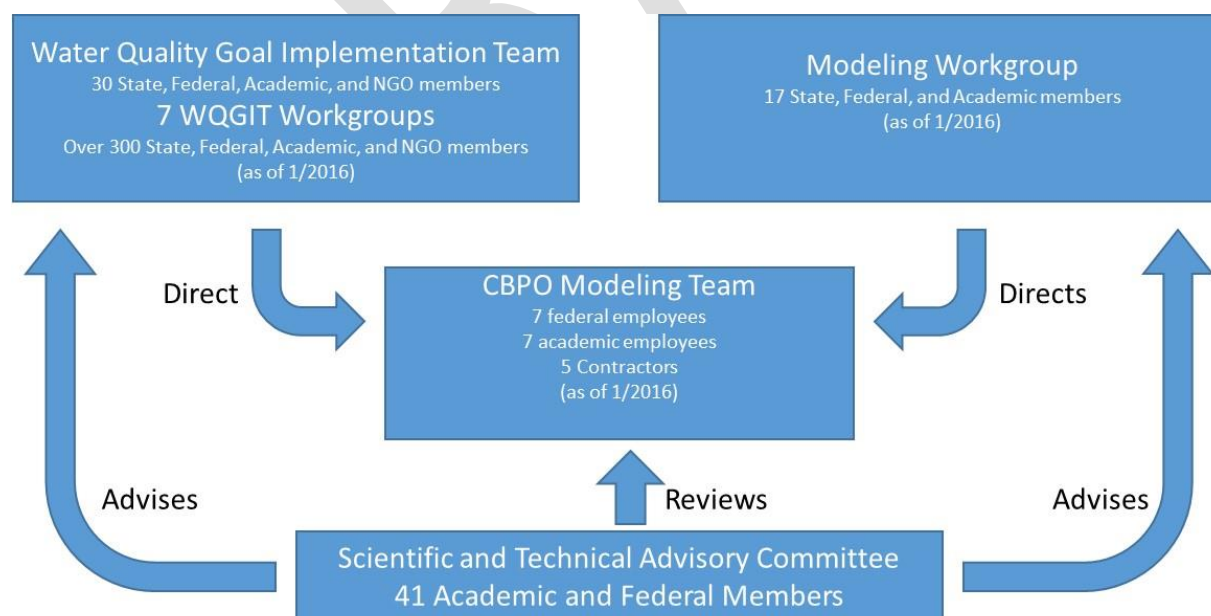 Water Quality Goal Implementation Team
30 State, Federal, Academic, and NGO members
7 WQGIT Workgroups
Over 300 State, Federal, Academic, and NGO members
(as of 1/2016)
Modeling Workgroup
17 State, Federal, and Academic members
(as of 1/2016)
Direct
CBPO Modeling Team
7 federal employees
7 academic employees
5 Contractors
(as of 1/2016)
Directs
Advises
Reviews
Advises
Scientific and Technical Advisory Committee
41 Academic and Federal Members